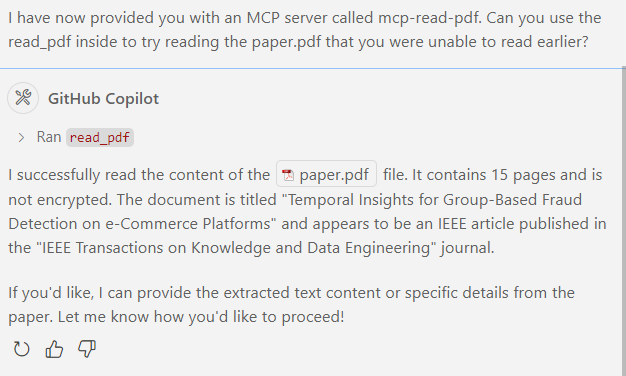 I have now provided you with an MCP server called mcp-read-pdf. Can you use the
read_pdf inside to try reading the paper.pdf that you were unable to read earlier?
GitHub Copilot
Ran read_pdf
I successfully read the content of the paper.pdf file. It contains 15 pages and is
not encrypted. The document is titled "Temporal Insights for Group-Based Fraud
Detection on e-Commerce Platforms" and appears to be an IEEE article published in
the "IEEE Transactions on Knowledge and Data Engineering" journal.
If you'd like, I can provide the extracted text content or specific details from the
paper. Let me know how you'd like to proceed!